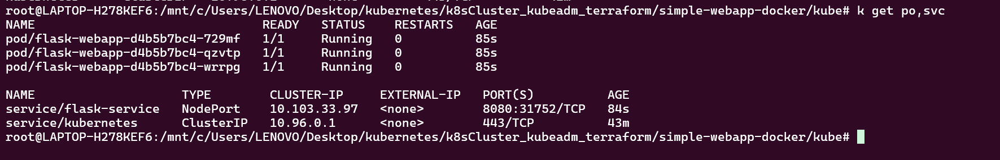 root@LAPTOP-H278KEF6:/mnt/c/Users/LENOVO/Desktop/kubernetes/k8sCluster_kubeadm_terraform/simple-webapp-docker/kube# k get po,svc
NAME                               READY   STATUS    RESTARTS   AGE
pod/flask-webapp-d4b5b7bc4-729mf   1/1     Running   0          85s
pod/flask-webapp-d4b5b7bc4-qzvtp   1/1     Running   0          85s
pod/flask-webapp-d4b5b7bc4-wrrpg   1/1     Running   0          85s
NAME                    TYPE        CLUSTER-IP     EXTERNAL-IP   PORT(S)          AGE
service/flask-service   NodePort    10.103.33.97   <none>        8080:31752/TCP   84s
service/kubernetes      ClusterIP   10.96.0.1      <none>        443/TCP          43m
root@LAPTOP-H278KEF6:/mnt/c/Users/LENOVO/Desktop/kubernetes/k8sCluster_kubeadm_terraform/simple-webapp-docker/kube#